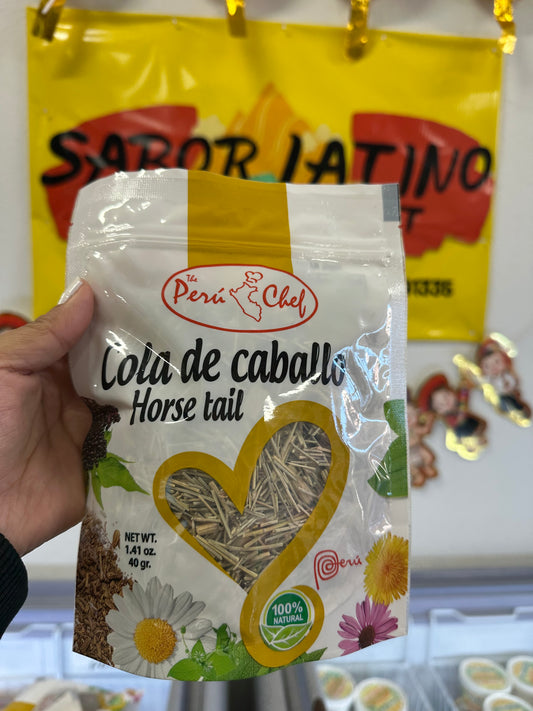 SABOR LATINO
The
Perú Chef
Cola de caballo
Horse tail
NET WT.
1.41 oz.
40 gr.
Perú
100%
NATURAL